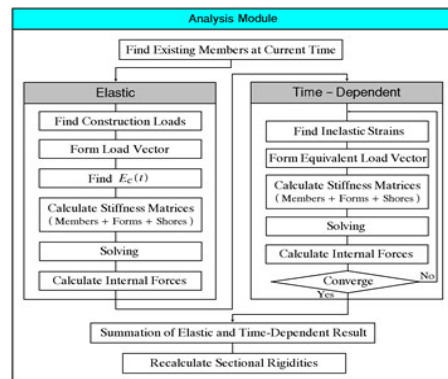 Analysis Module
Find Existing Members at Current Time
Elastic
Find Construction Loads
Form Load Vector
Find E_c(t)
Calculate Stiffness Matrices
(Members + Forms + Shores)
Solving
Calculate Internal Forces
Time – Dependent
Find Inelastic Strains
Form Equivalent Load Vector
Calculate Stiffness Matrices
(Members + Forms + Shores)
Solving
Calculate Internal Forces
Converge
No
Yes
Summation of Elastic and Time-Dependent Result
Recalculate Sectional Rigidities